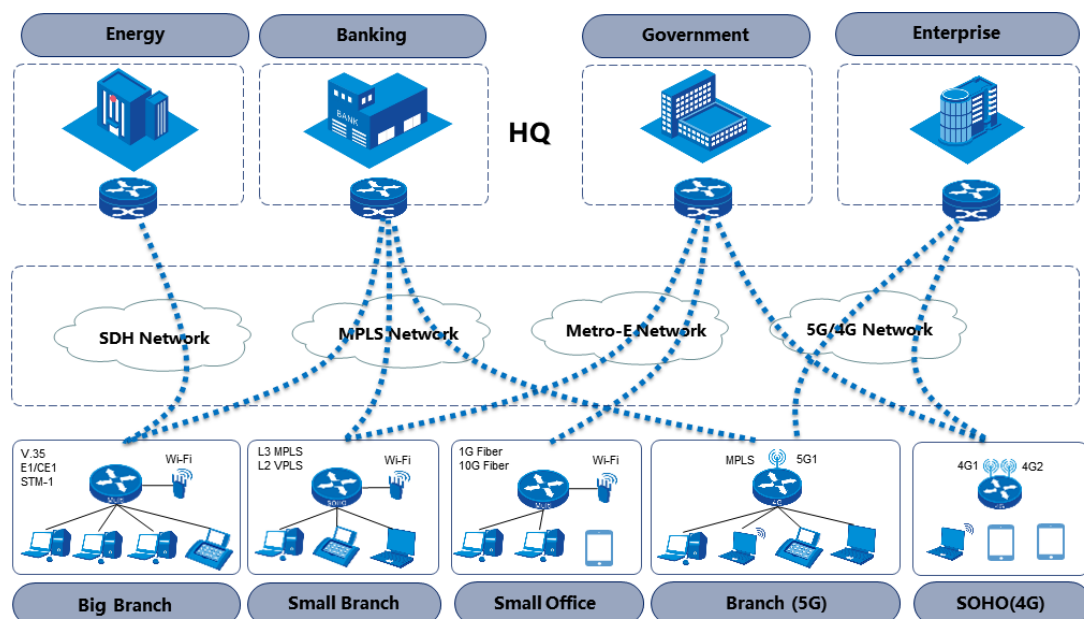 Energy
Banking
Government
Enterprise
BANK
HQ
SDH Network
MPLS Network
Metro-E Network
5G/4G Network
V.35
E1/CE1
STM-1
Wi-Fi
L3 MPLS
L2 VPLS
Wi-Fi
SOHO
1G Fiber
10G Fiber
Wi-Fi
MPLS
5G1
4G1
4G2
Big Branch
Small Branch
Small Office
Branch (5G)
SOHO(4G)